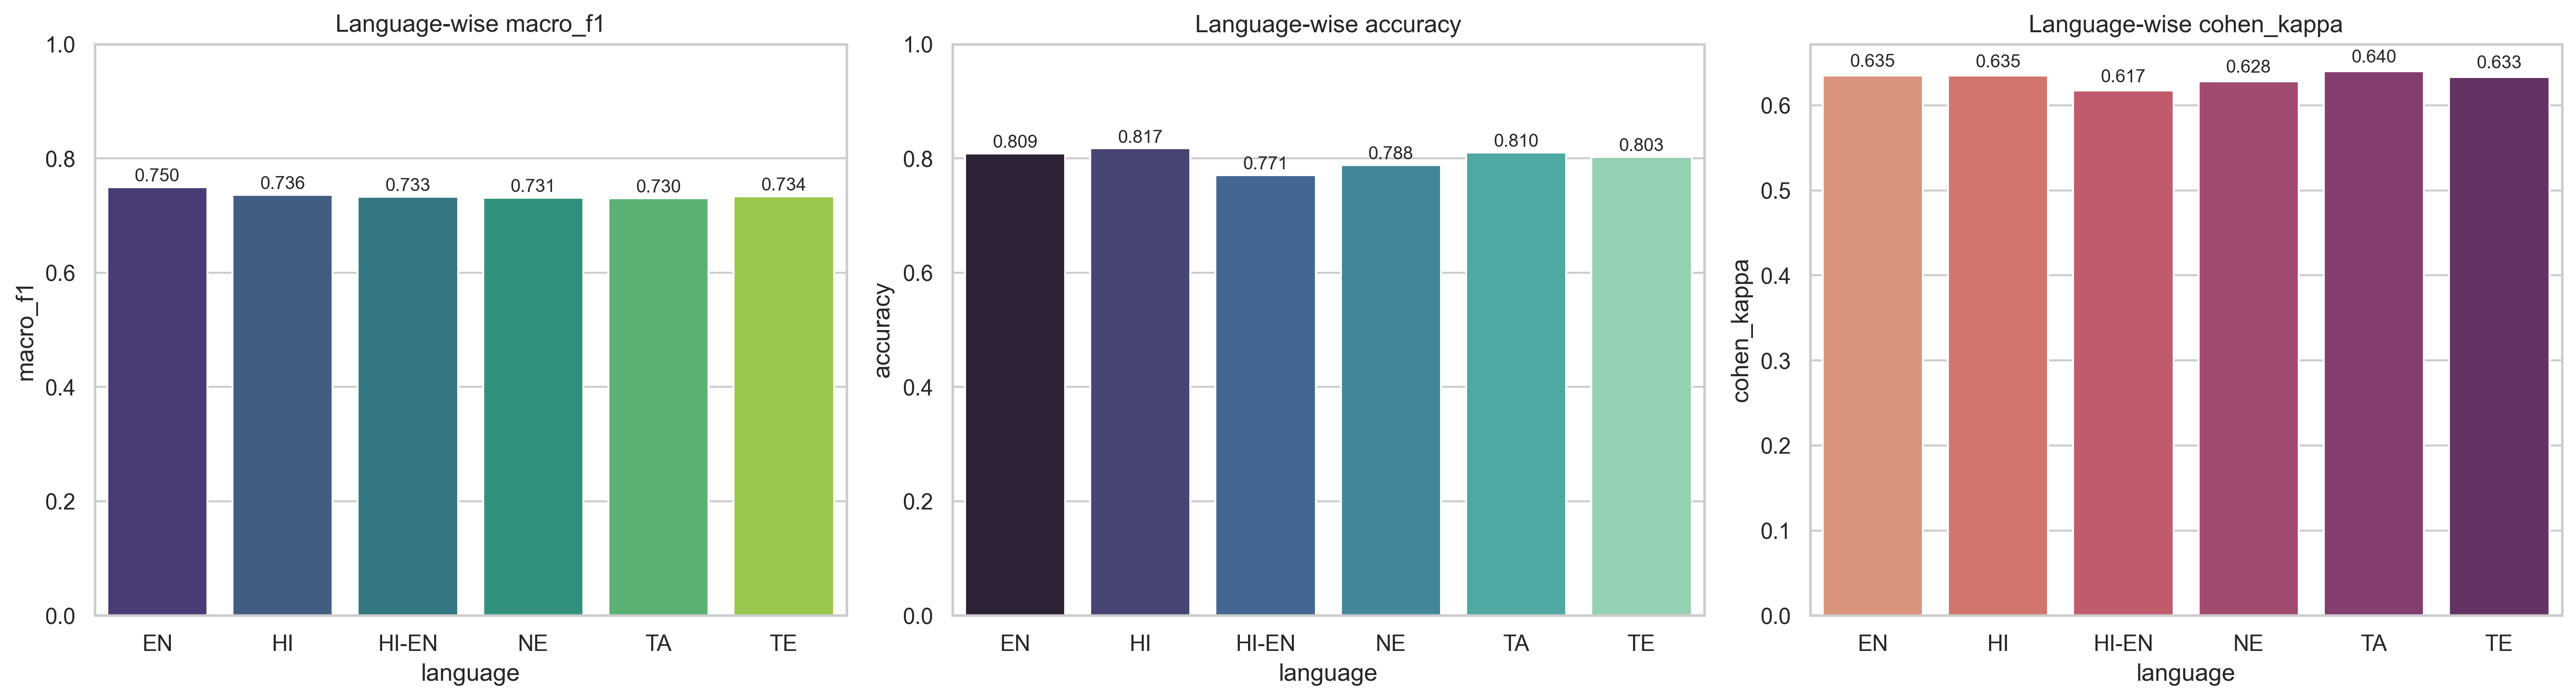 Language-wise macro_f1
1.0
0.8
0.6
0.4
0.2
0.0
macro_f1
0.750
0.736
0.733
0.731
0.730
0.734
EN
HI
HI-EN
NE
TA
TE
language
Language-wise accuracy
1.0
0.8
0.6
0.4
0.2
0.0
accuracy
0.809
0.817
0.771
0.788
0.810
0.803
EN
HI
HI-EN
NE
TA
TE
language
Language-wise cohen_kappa
0.6
0.5
0.4
0.3
0.2
0.1
0.0
cohen_kappa
0.635
0.635
0.617
0.628
0.640
0.633
EN
HI
HI-EN
NE
TA
TE
language